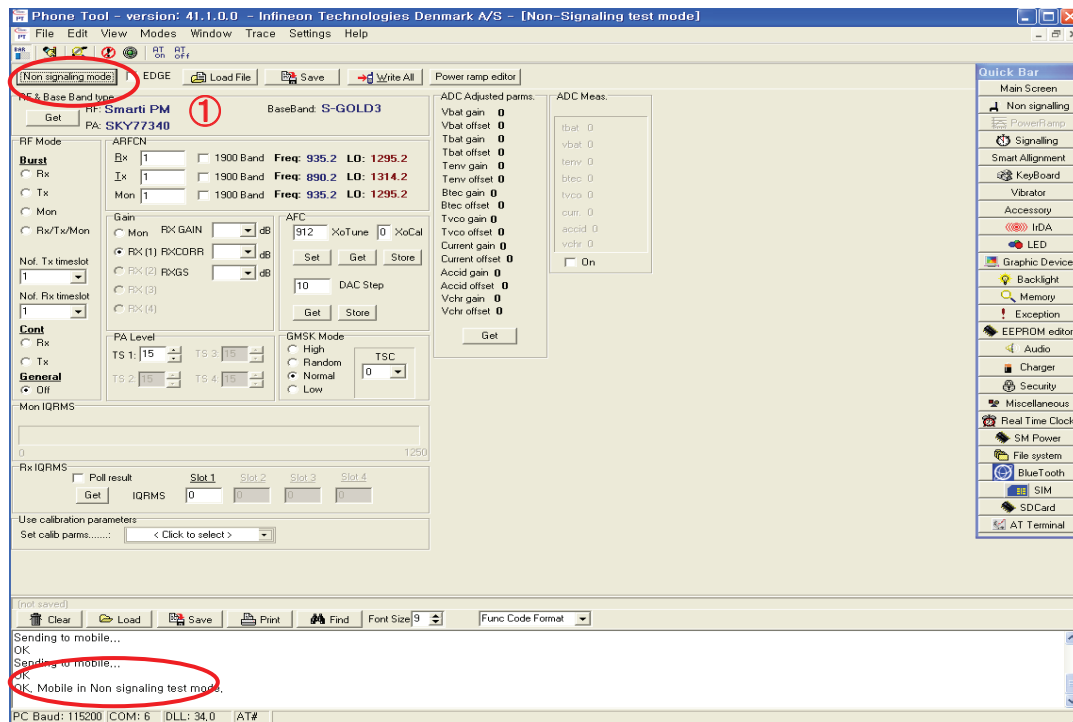 Phone Tool - version: 41.1.0.0 - Infineon Technologies Denmark A/S - [Non-Signaling test mode]
File Edit View Modes Window Trace Settings Help
BAR AT on AT off
Non signaling mode EDGE Load File Save Write All Power ramp editor
RF & Base Band type
Get RF: Smarti PM BaseBand: S-GOLD3
PA: SKY77340
①
RF Mode
Burst
Rx
Tx
Mon
Rx/Tx/Mon
Nof. Tx timeslot
1
Nof. Rx timeslot
1
Cont
Rx
Tx
General
Off
ARFCN
Rx 1 1900 Band Freq: 935.2 LO: 1295.2
Tx 1 1900 Band Freq: 890.2 LO: 1314.2
Mon 1 1900 Band Freq: 935.2 LO: 1295.2
Gain
Mon RX GAIN dB
RX (1) RXCORR dB
RX (2) RXGS dB
RX (3)
RX (4)
AFC
912 XoTune 0 XoCal
Set Get Store
10 DAC Step
Get Store
PA Level
TS 1: 15 TS 3: 15
TS 2: 15 TS 4: 15
GMSK Mode
High
Random
Normal
Low
TSC
0
Mon IQRMS
0 1250
Rx IQRMS
Poll result Slot 1 Slot 2 Slot 3 Slot 4
Get IQRMS 0 0 0 0
Use calibration parameters
Set calib parms......: < Click to select >
ADC Adjusted parms.
Vbat gain 0
Vbat offset 0
Tbat gain 0
Tbat offset 0
Tenv gain 0
Tenv offset 0
Btec gain 0
Btec offset 0
Tvco gain 0
Tvco offset 0
Current gain 0
Current offset 0
Accid gain 0
Accid offset 0
Vchr gain 0
Vchr offset 0
Get
ADC Meas.
tbat 0
vbat 0
tenv 0
btec 0
tvco 0
curr. 0
accid 0
vchr 0
On
Quick Bar
Main Screen
Non signalling
PowerRamp
Signalling
Smart Allignment
KeyBoard
Vibrator
Accessory
IrDA
LED
Graphic Device
Backlight
Memory
Exception
EEPROM editor
Audio
Charger
Security
Miscellaneous
Real Time Clock
SM Power
File system
BlueTooth
SIM
SDCard
AT Terminal
(not saved)
Clear Load Save Print Find Font Size 9 Func Code Format
Sending to mobile...
OK
Sending to mobile...
OK
OK, Mobile in Non signaling test mode,
PC Baud: 115200 COM: 6 DLL: 34,0 AT#